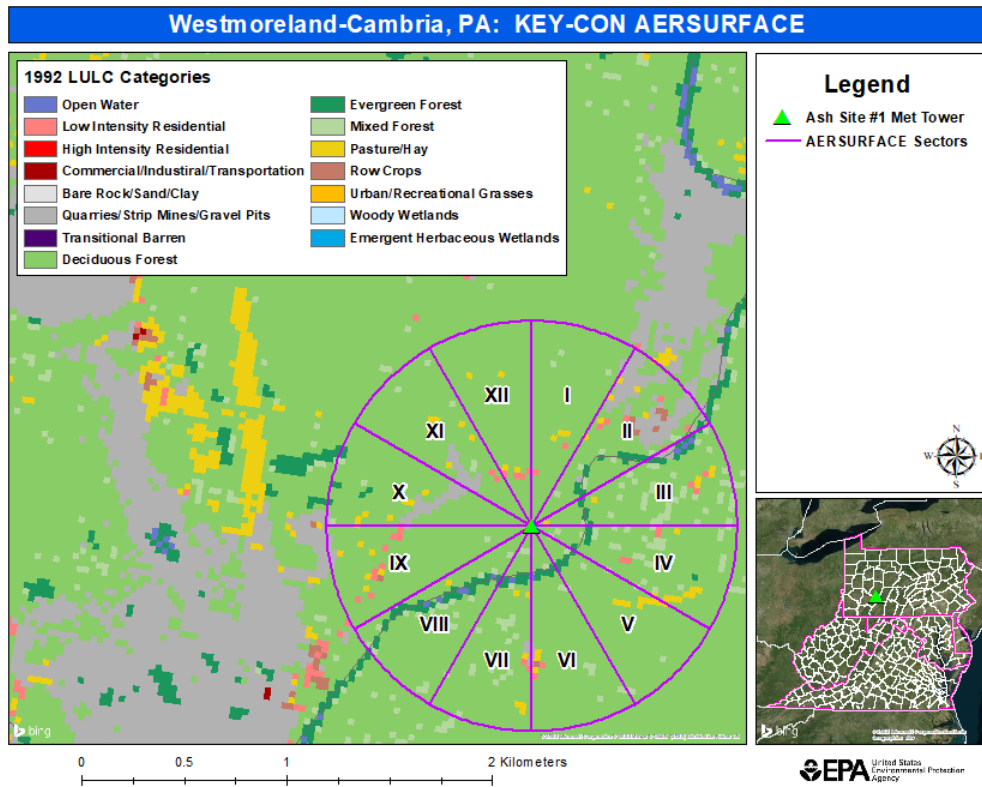 Westmoreland-Cambria, PA: KEY-CON AERSURFACE
1992 LULC Categories
Open Water
Low Intensity Residential
High Intensity Residential
Commercial/Industiral/Transportation
Bare Rock/Sand/Clay
Quarries/Strip Mines/Gravel Pits
Transitional Barren
Deciduous Forest
Evergreen Forest
Mixed Forest
Pasture/Hay
Row Crops
Urban/Recreational Grasses
Woody Wetlands
Emergent Herbaceous Wetlands
Legend
Ash Site #1 Met Tower
AERSURFACE Sectors
XII
I
XI
II
X
III
IX
IV
VIII
V
VII
VI
N
W
S
bing
bing
0
0.5
1
2 Kilometers
EPA
United States
Environmental Protection
Agency